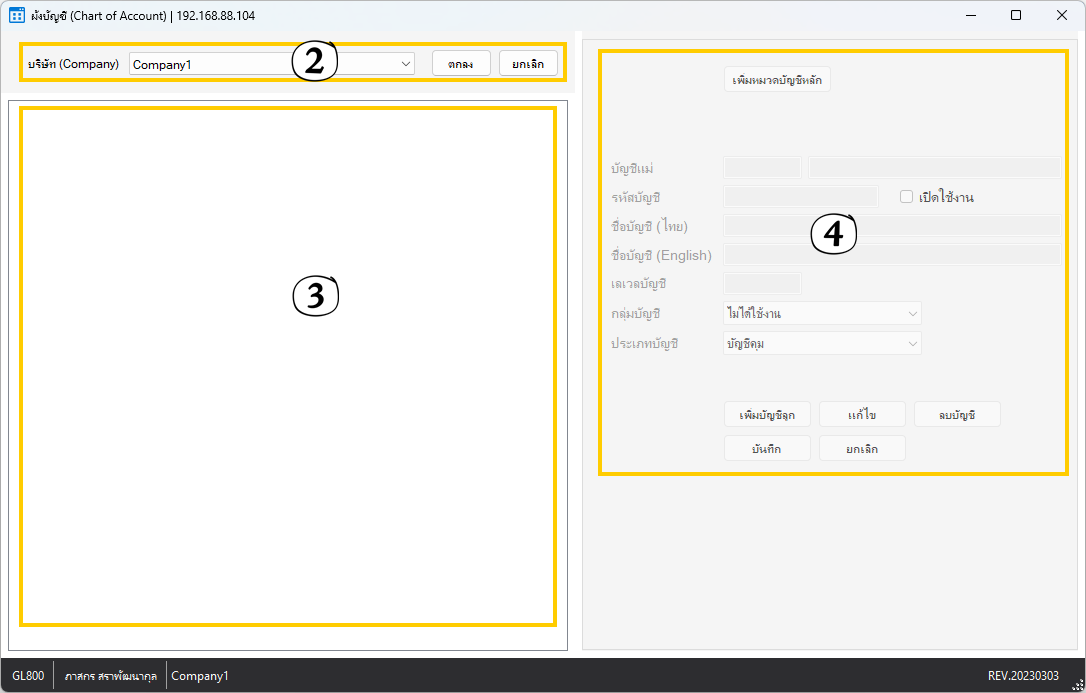 ผังบัญชี (Chart of Account) | 192.168.88.104
บริษัท (Company) Company1 2 ตกลง ยกเลิก
3
เพิ่มหมวดบัญชีหลัก
บัญชีแม่
รหัสบัญชี เปิดใช้งาน
ชื่อบัญชี (ไทย) 4
ชื่อบัญชี (English)
เลเวลบัญชี
กลุ่มบัญชี ไม่ได้ใช้งาน
ประเภทบัญชี บัญชีคุม
เพิ่มบัญชีลูก แก้ไข ลบบัญชี
บันทึก ยกเลิก
GL800 ภาสกร สราพัฒนากุล Company1 REV.20230303